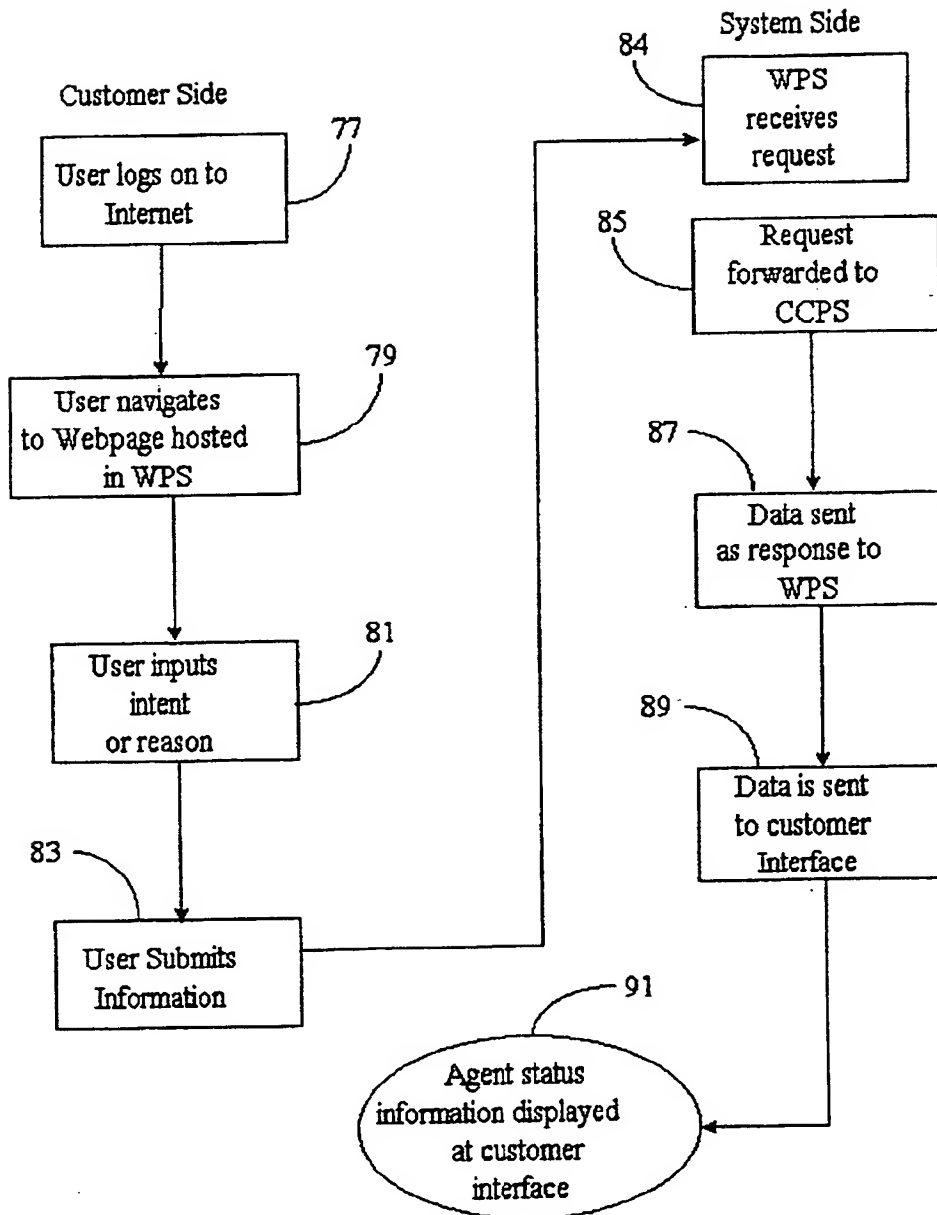 Customer Side
77
User logs on to
Internet
79
User navigates
to Webpage hosted
in WPS
81
User inputs
intent
or reason
83
User Submits
Information
System Side
84
WPS
receives
request
85
Request
forwarded to
CCPS
87
Data sent
as response to
WPS
89
Data is sent
to customer
Interface
91
Agent status
information displayed
at customer
interface